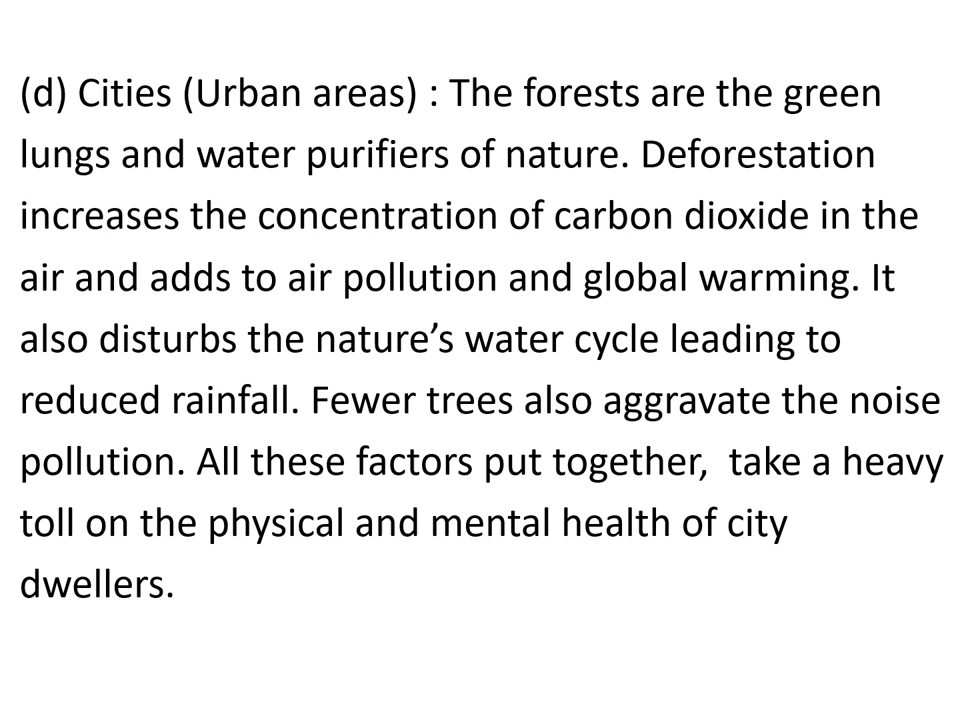 (d) Cities (Urban areas) : The forests are the green
lungs and water purifiers of nature. Deforestation
increases the concentration of carbon dioxide in the
air and adds to air pollution and global warming. It
also disturbs the nature’s water cycle leading to
reduced rainfall. Fewer trees also aggravate the noise
pollution. All these factors put together,  take a heavy
toll on the physical and mental health of city
dwellers.